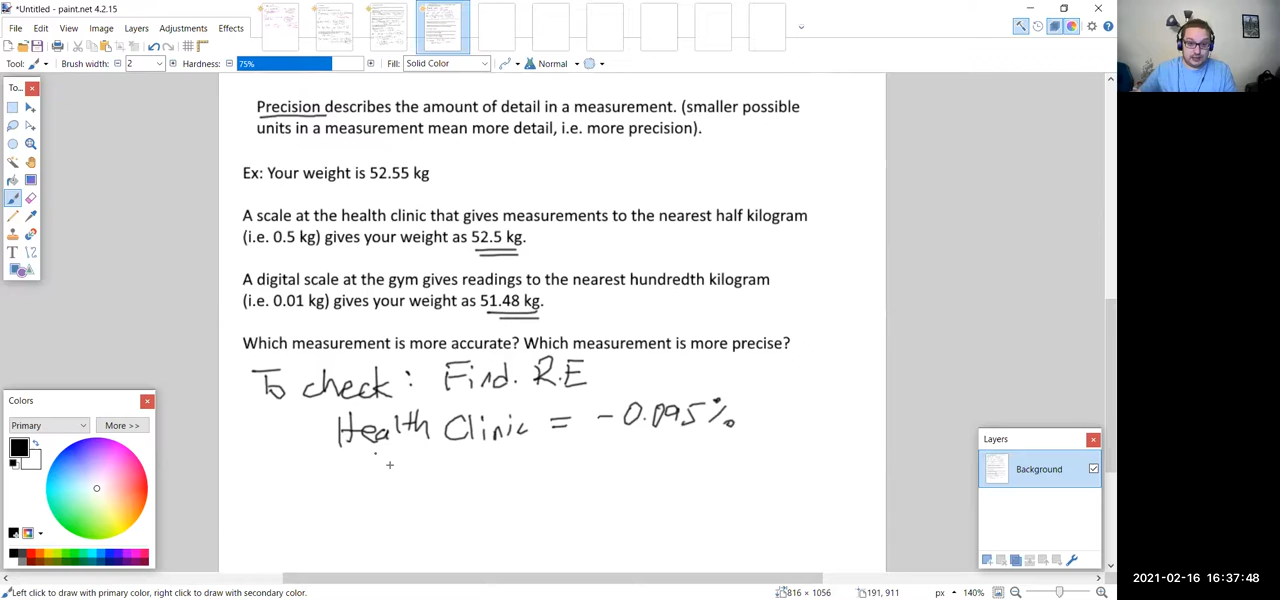 *Untitled - paint.net 4.2.15
File Edit View Image Layers Adjustments Effects
Tool: Brush width: 2 Hardness: 75% Fill: Solid Color Normal
To...
Precision describes the amount of detail in a measurement. (smaller possible
units in a measurement mean more detail, i.e. more precision).
Ex: Your weight is 52.55 kg
A scale at the health clinic that gives measurements to the nearest half kilogram
(i.e. 0.5 kg) gives your weight as 52.5 kg.
A digital scale at the gym gives readings to the nearest hundredth kilogram
(i.e. 0.01 kg) gives your weight as 51.48 kg.
Which measurement is more accurate? Which measurement is more precise?
To check: Find. R.E
Health Clinic = -0.095%
Colors
Primary More >>
Layers
Background
2021-02-16 16:37:48
Left click to draw with primary color, right click to draw with secondary color. 816 × 1056 191, 911 px 140%